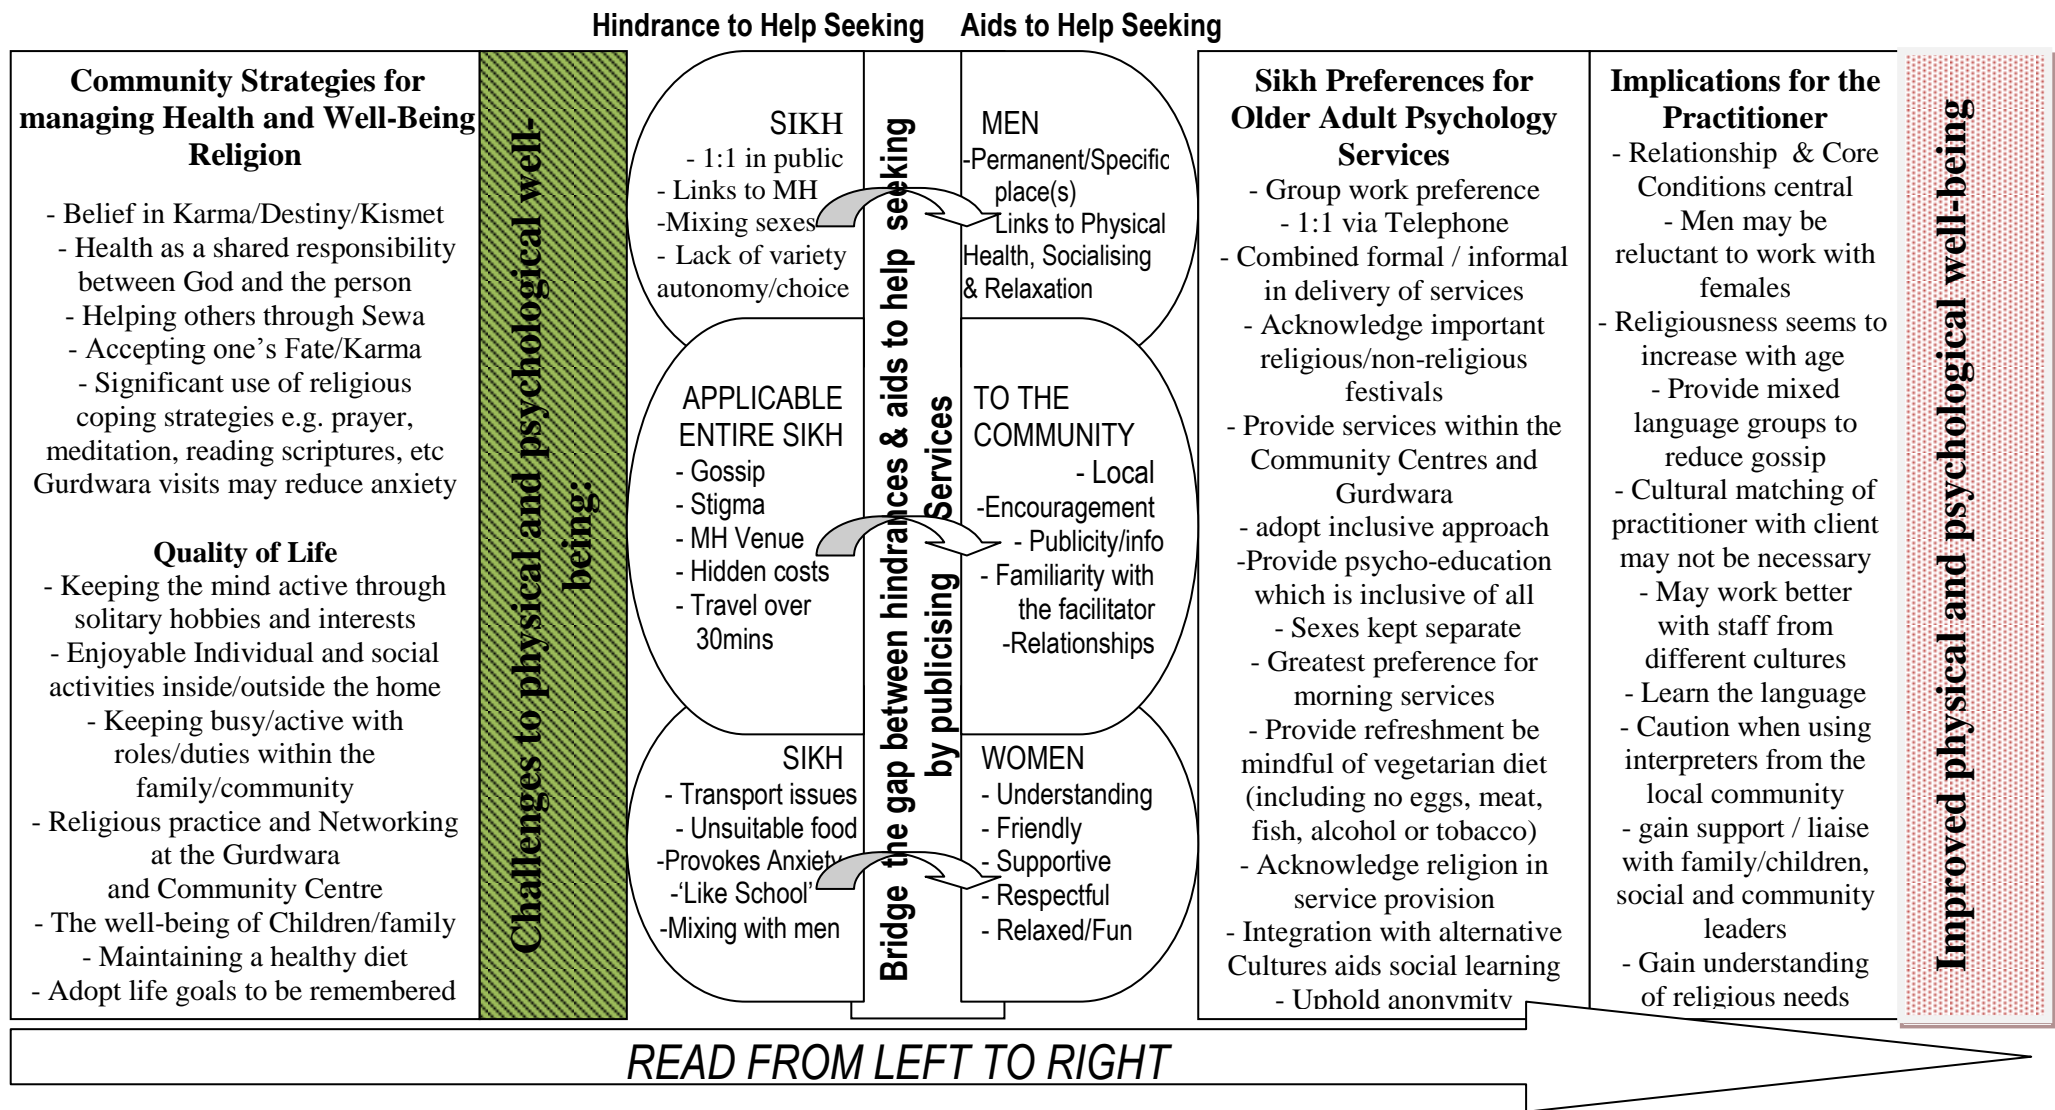 Hindrance to Help Seeking
Aids to Help Seeking
Community Strategies for
managing Health and Well-Being
Religion
- Belief in Karma/Destiny/Kismet
- Health as a shared responsibility
between God and the person
- Helping others through Sewa
- Accepting one's Fate/Karma
- Significant use of religious
coping strategies e.g. prayer,
meditation, reading scriptures, etc
Gurdwara visits may reduce anxiety
Quality of Life
- Keeping the mind active through
solitary hobbies and interests
- Enjoyable Individual and social
activities inside/outside the home
- Keeping busy/active with
roles/duties within the
family/community
- Religious practice and Networking
at the Gurdwara
and Community Centre
- The well-being of Children/family
- Maintaining a healthy diet
- Adopt life goals to be remembered
Challenges to physical and psychological well-
being:
SIKH
- 1:1 in public
- Links to MH
-Mixing sexes
- Lack of variety
autonomy/choice
APPLICABLE
ENTIRE SIKH
- Gossip
- Stigma
- MH Venue
- Hidden costs
- Travel over
30mins
SIKH
- Transport issues
- Unsuitable food
-Provokes Anxiety
-'Like School'
-Mixing with men
Bridge the gap between hindrances & aids to help seeking
by publicising Services
MEN
-Permanent/Specific
place(s)
Links to Physical
Health, Socialising
& Relaxation
TO THE
COMMUNITY
- Local
-Encouragement
- Publicity/info
- Familiarity with
the facilitator
-Relationships
WOMEN
- Understanding
- Friendly
- Supportive
- Respectful
- Relaxed/Fun
Sikh Preferences for
Older Adult Psychology
Services
- Group work preference
- 1:1 via Telephone
- Combined formal / informal
in delivery of services
- Acknowledge important
religious/non-religious
festivals
- Provide services within the
Community Centres and
Gurdwara
- adopt inclusive approach
-Provide psycho-education
which is inclusive of all
- Sexes kept separate
- Greatest preference for
morning services
- Provide refreshment be
mindful of vegetarian diet
(including no eggs, meat,
fish, alcohol or tobacco)
- Acknowledge religion in
service provision
- Integration with alternative
Cultures aids social learning
- Uphold anonymity
Implications for the
Practitioner
- Relationship & Core
Conditions central
- Men may be
reluctant to work with
females
- Religiousness seems to
increase with age
- Provide mixed
language groups to
reduce gossip
- Cultural matching of
practitioner with client
may not be necessary
- May work better
with staff from
different cultures
- Learn the language
- Caution when using
interpreters from the
local community
- gain support / liaise
with family/children,
social and community
leaders
- Gain understanding
of religious needs
Improved physical and psychological well-being
READ FROM LEFT TO RIGHT